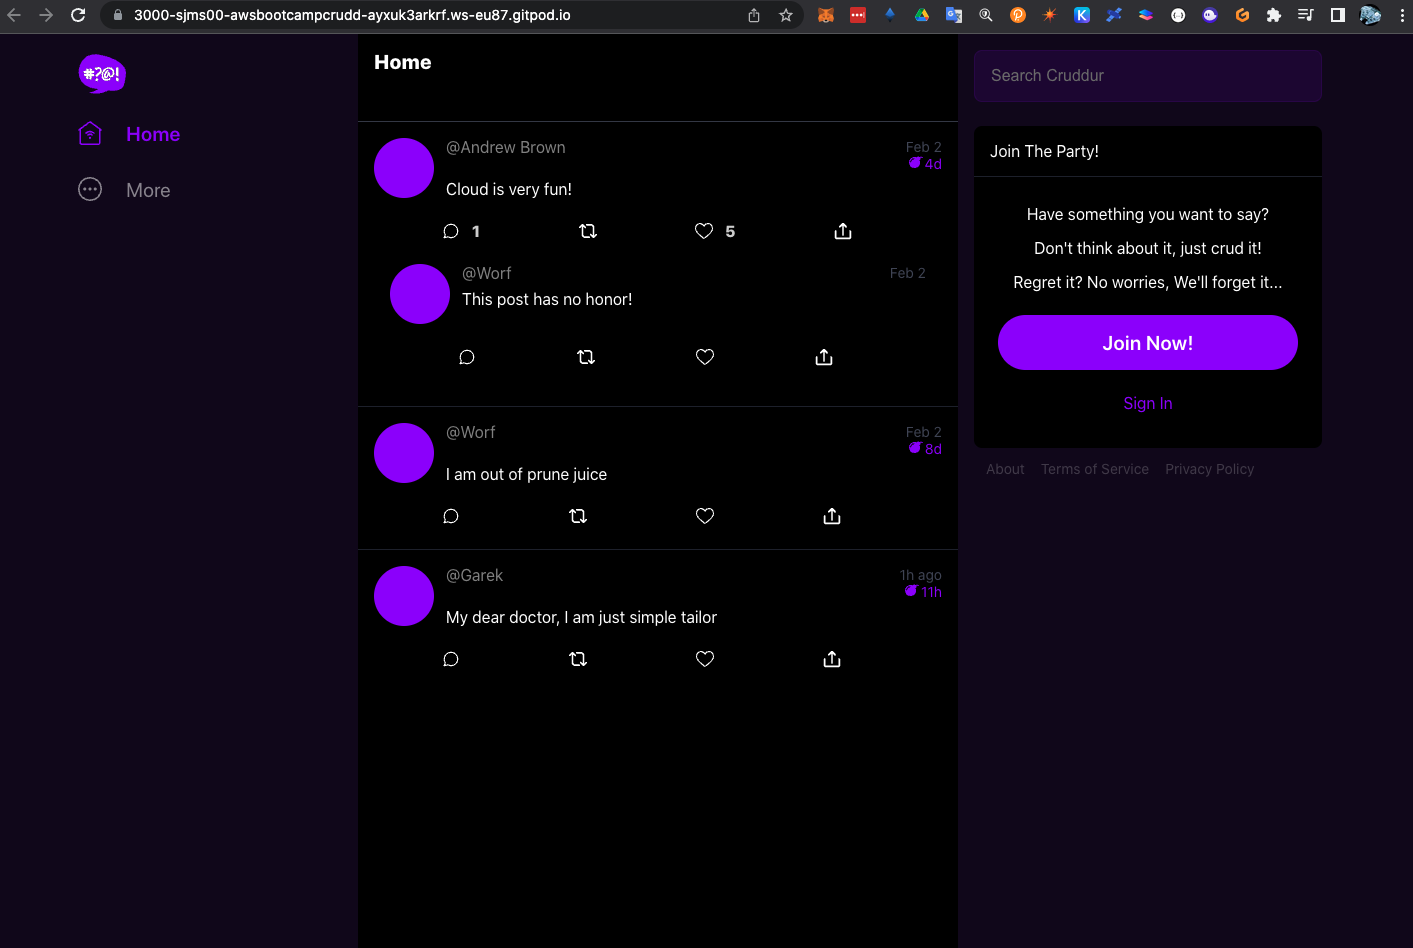 3000-sjms00-awsbootcampcrudd-ayxuk3arkrf.ws-eu87.gitpod.io
#?@!
Home
More
Home
@Andrew Brown
Feb 2
4d
Cloud is very fun!
1
5
@Worf
Feb 2
This post has no honor!
@Worf
Feb 2
8d
I am out of prune juice
@Garek
1h ago
11h
My dear doctor, I am just simple tailor
Search Cruddur
Join The Party!
Have something you want to say?
Don't think about it, just crud it!
Regret it? No worries, We'll forget it...
Join Now!
Sign In
About Terms of Service Privacy Policy